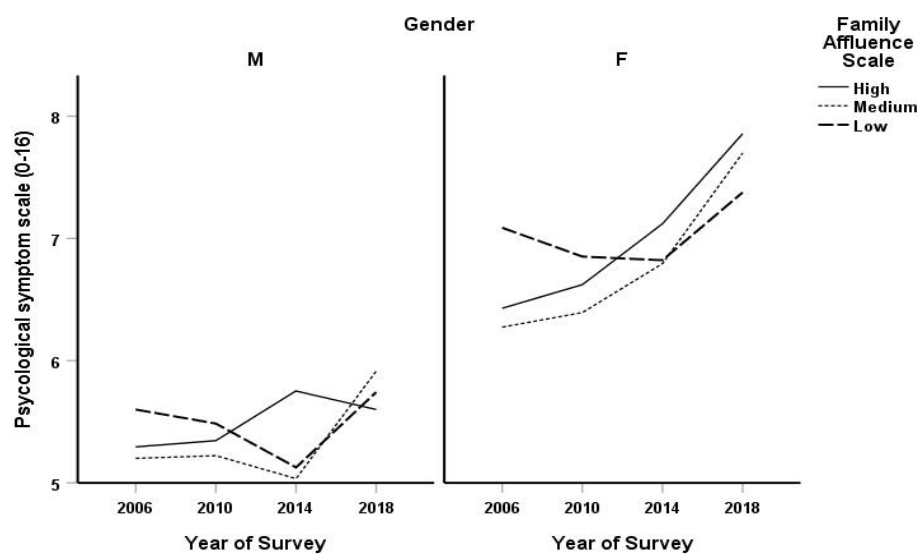 Gender
M
F
Family
Affluence
Scale
High
Medium
Low
Psycological symptom scale (0-16)
8
7
6
5
2006 2010 2014 2018
2006 2010 2014 2018
Year of Survey
Year of Survey